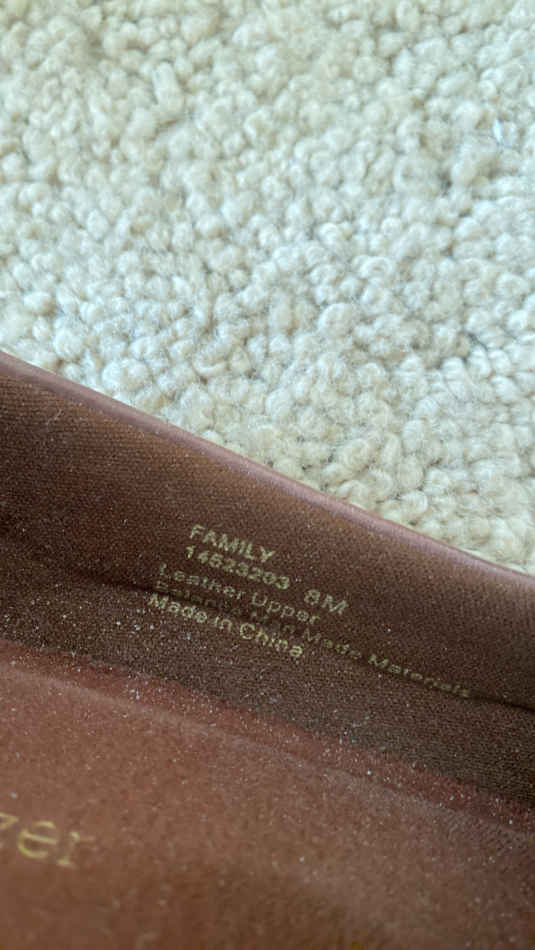 FAMILY
14523203 8M
Leather Upper
Balance Man Made Materials
Made in China
zer